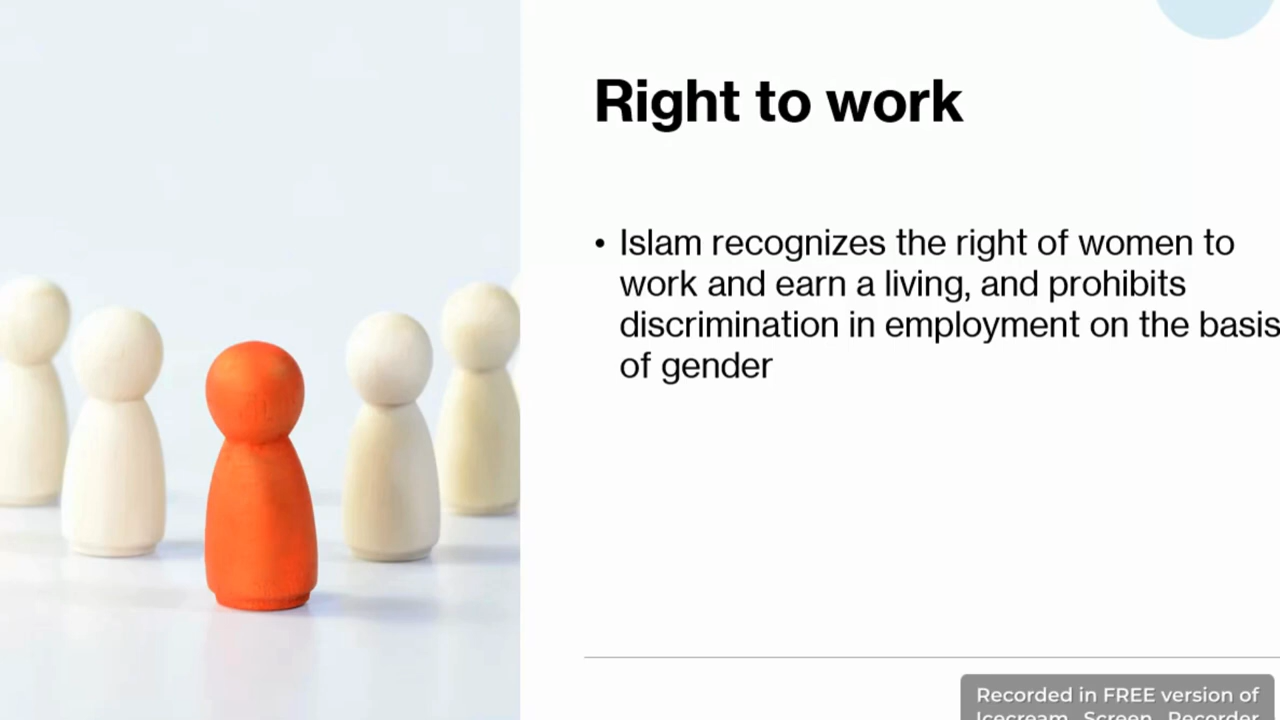 Right to work
• Islam recognizes the right of women to
work and earn a living, and prohibits
discrimination in employment on the basis
of gender
Recorded in FREE version of
Icecream Screen Recorder